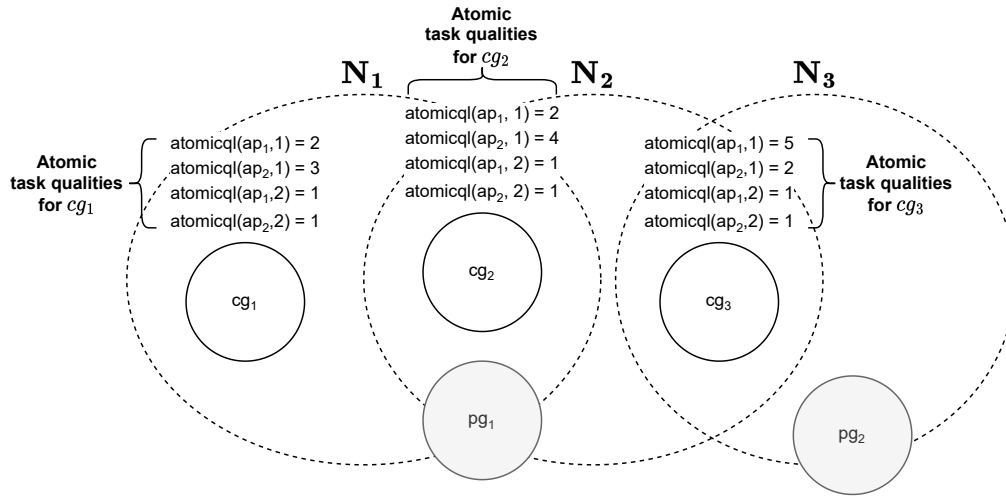 Atomic
task qualities
for cg₂
N₁
N₂
N₃
atomicql(ap₁, 1) = 2
atomicql(ap₂, 1) = 4
atomicql(ap₁, 2) = 1
atomicql(ap₂, 2) = 1
Atomic
task qualities
for cg₁
atomicql(ap₁,1) = 2
atomicql(ap₂,1) = 3
atomicql(ap₁,2) = 1
atomicql(ap₂,2) = 1
atomicql(ap₁,1) = 5
atomicql(ap₂,1) = 2
atomicql(ap₁,2) = 1
atomicql(ap₂,2) = 1
Atomic
task qualities
for cg₃
cg₁
cg₂
cg₃
pg₁
pg₂